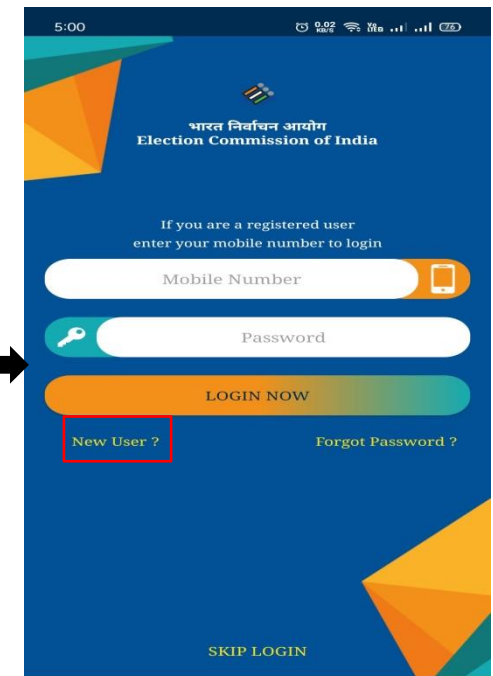 5:00 0.02 KB/S 76
भारत निर्वाचन आयोग
Election Commission of India
If you are a registered user
enter your mobile number to login
Mobile Number
Password
LOGIN NOW
New User ? Forgot Password ?
SKIP LOGIN